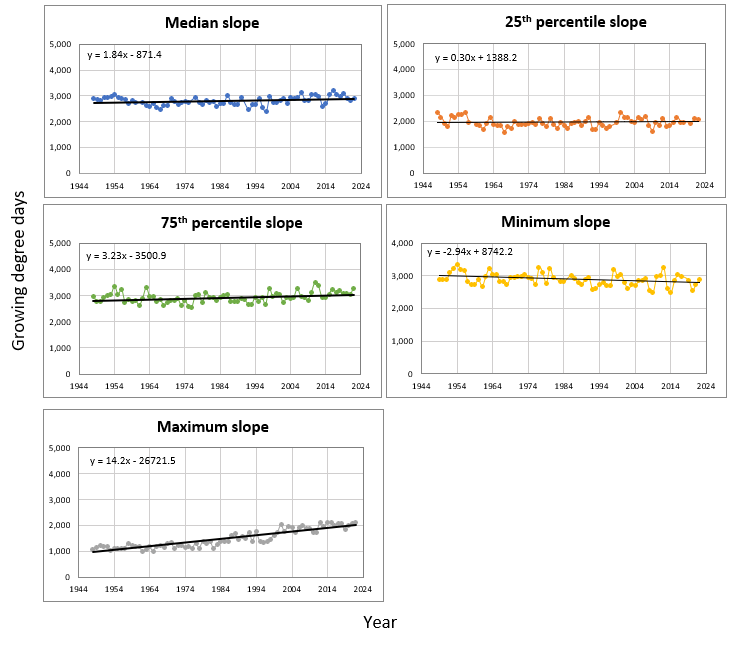 Median slope
y = 1.84x - 871.4
5,000
4,000
3,000
2,000
1,000
0
1944 1954 1964 1974 1984 1994 2004 2014 2024
25th percentile slope
y = 0.30x + 1388.2
5,000
4,000
3,000
2,000
1,000
0
1944 1954 1964 1974 1984 1994 2004 2014 2024
75th percentile slope
y = 3.23x - 3500.9
5,000
4,000
3,000
2,000
1,000
0
1944 1954 1964 1974 1984 1994 2004 2014 2024
Minimum slope
y = -2.94x + 8742.2
4,000
3,000
2,000
1,000
0
1944 1954 1964 1974 1984 1994 2004 2014 2024
Maximum slope
y = 14.2x - 26721.5
5,000
4,000
3,000
2,000
1,000
0
1944 1954 1964 1974 1984 1994 2004 2014 2024
Growing degree days
Year